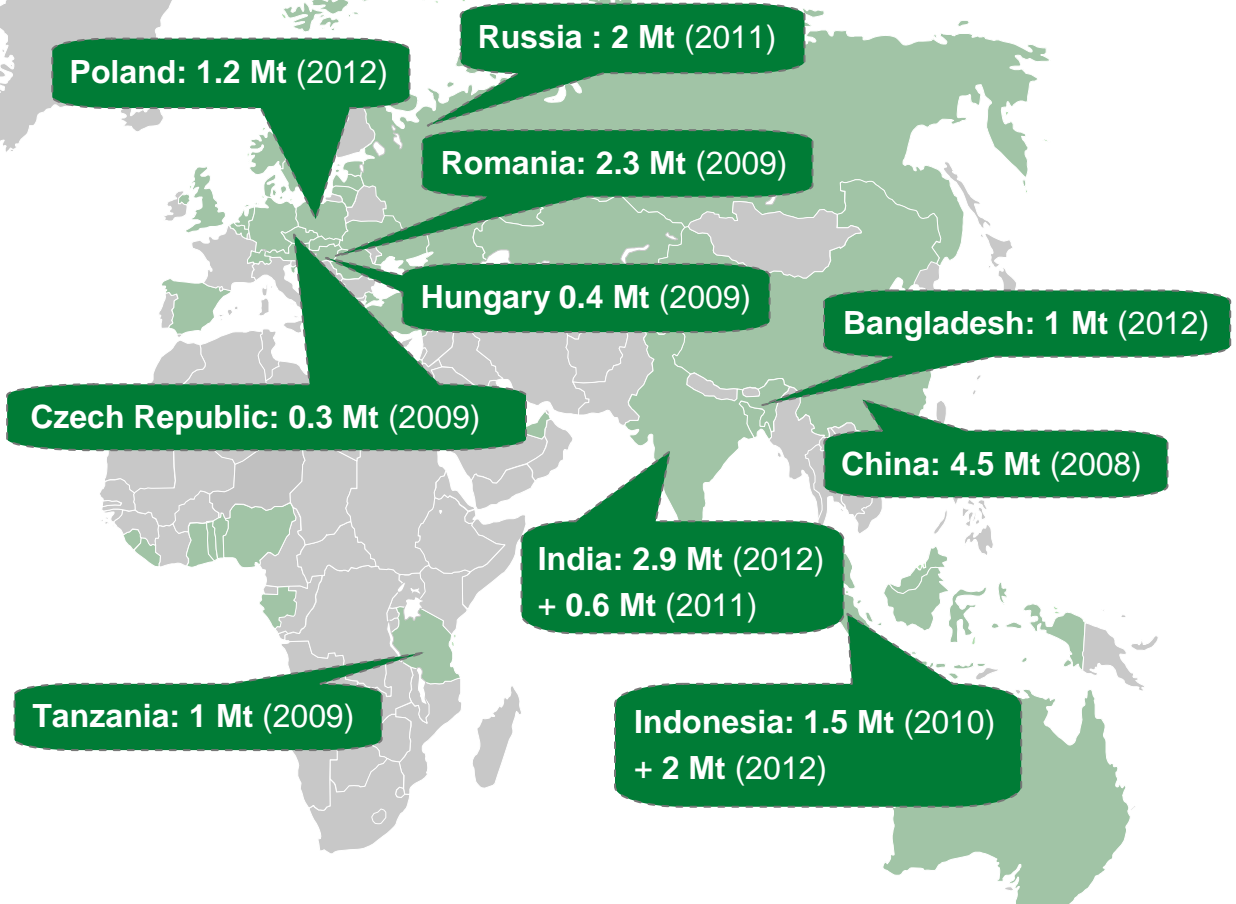 Russia : 2 Mt (2011)
Poland: 1.2 Mt (2012)
Romania: 2.3 Mt (2009)
Hungary 0.4 Mt (2009)
Bangladesh: 1 Mt (2012)
Czech Republic: 0.3 Mt (2009)
China: 4.5 Mt (2008)
India: 2.9 Mt (2012)
+ 0.6 Mt (2011)
Tanzania: 1 Mt (2009)
Indonesia: 1.5 Mt (2010)
+ 2 Mt (2012)